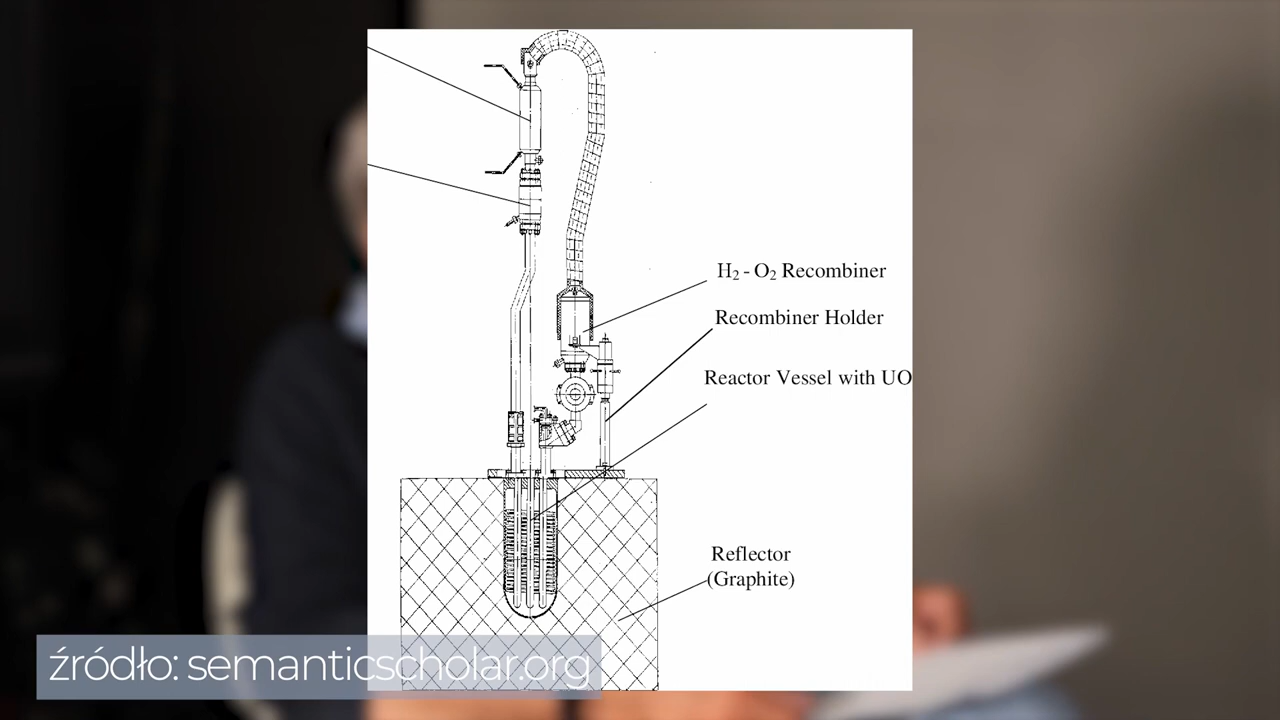 H₂ - O₂ Recombiner
Recombiner Holder
Reactor Vessel with UO
Reflector
(Graphite)
źródło: semanticscholar.org